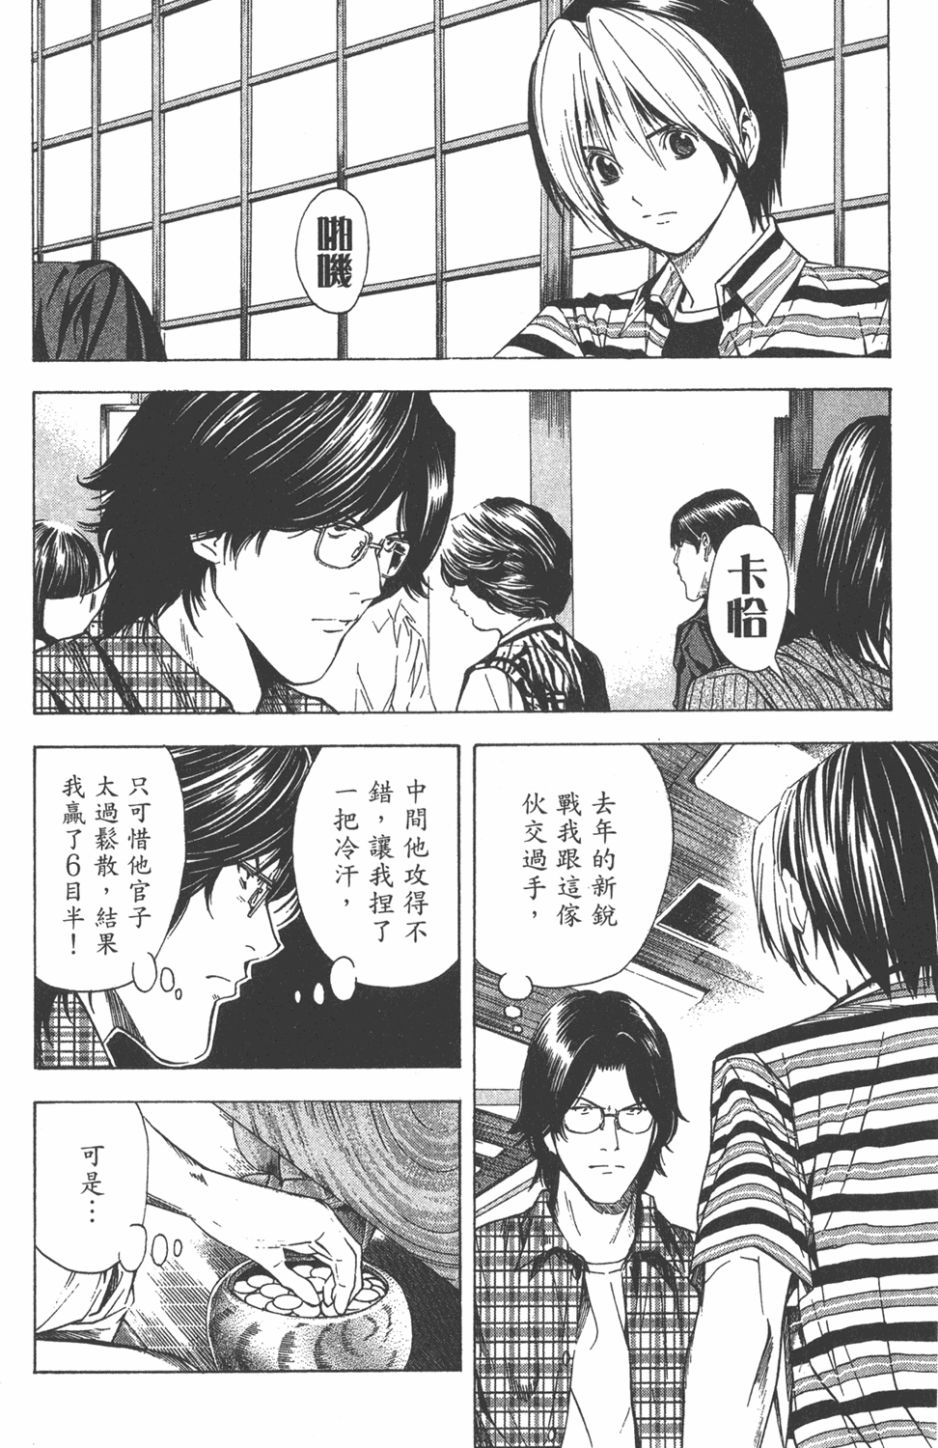 啪
嘰
卡
恰
去年的新銳
戰我跟這傢
伙交過手，
中間他攻得不
錯，讓我捏了
一把冷汗，
只可惜他官子
太過鬆散，結果
我贏了6目半！
可是…